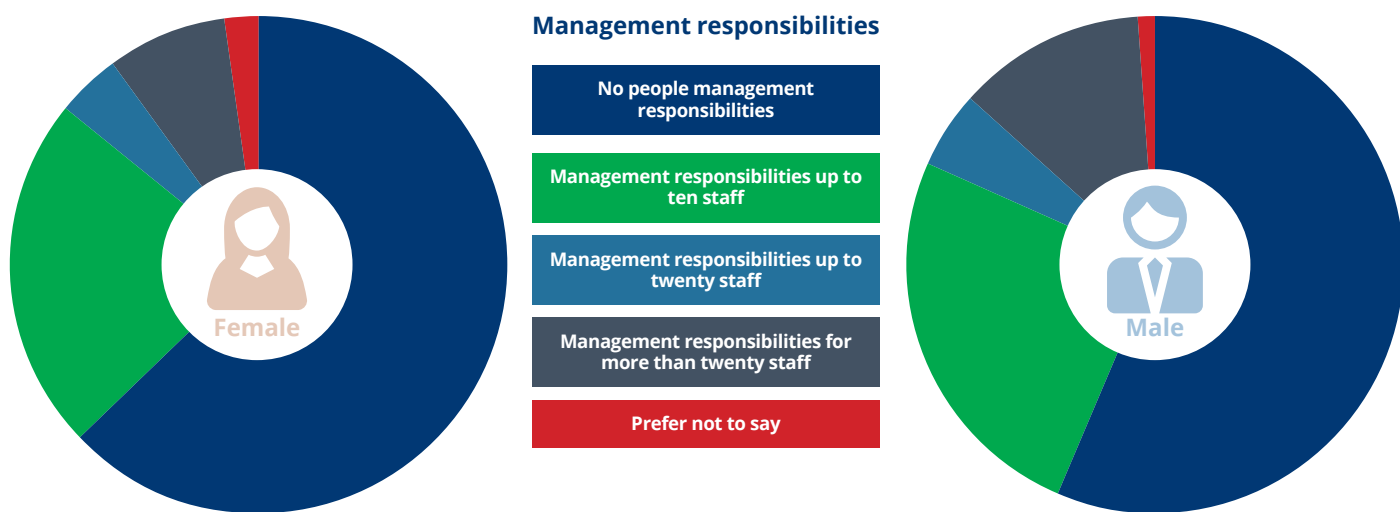 Management responsibilities
No people management
responsibilities
Management responsibilities up to
ten staff
Management responsibilities up to
twenty staff
Management responsibilities for
more than twenty staff
Prefer not to say
Female
Male